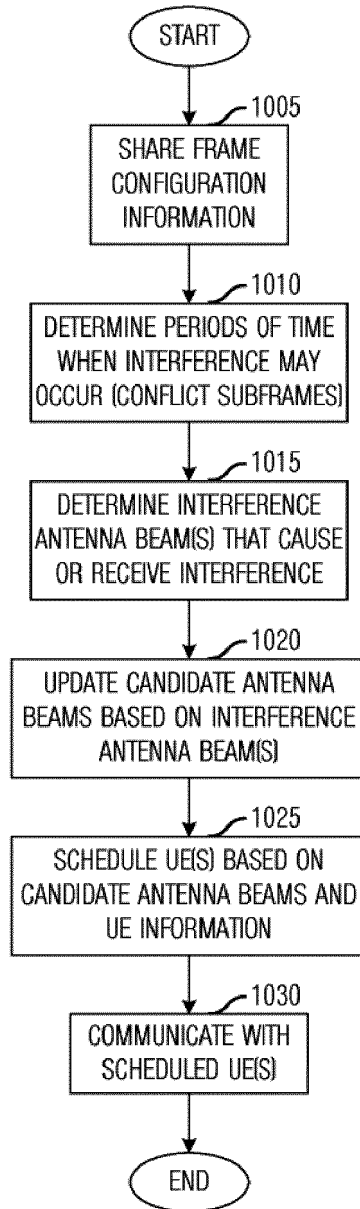 START
1005
SHARE FRAME
CONFIGURATION
INFORMATION
1010
DETERMINE PERIODS OF TIME
WHEN INTERFERENCE MAY
OCCUR (CONFLICT SUBFRAMES)
1015
DETERMINE INTERFERENCE
ANTENNA BEAM(S) THAT CAUSE
OR RECEIVE INTERFERENCE
1020
UPDATE CANDIDATE ANTENNA
BEAMS BASED ON INTERFERENCE
ANTENNA BEAM(S)
1025
SCHEDULE UE(S) BASED ON
CANDIDATE ANTENNA BEAMS AND
UE INFORMATION
1030
COMMUNICATE WITH
SCHEDULED UE(S)
END